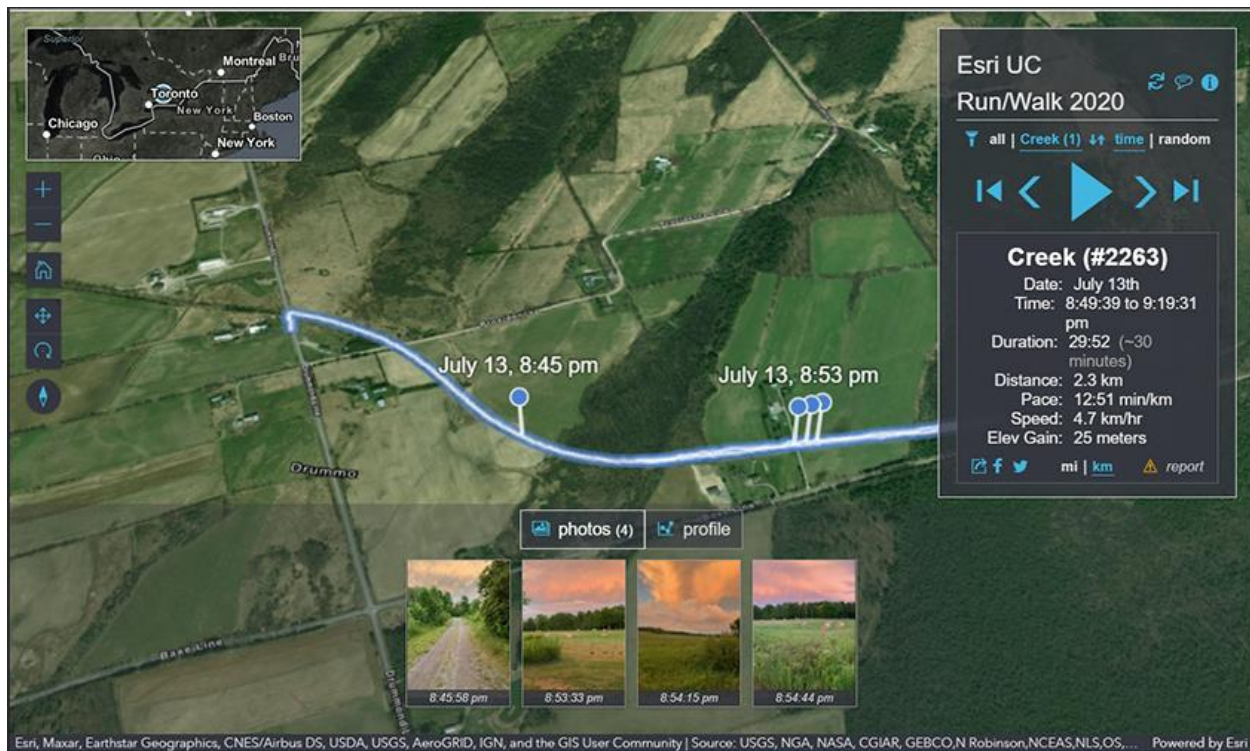 Superior
Montreal
Bru
Toronto
New York
Chicago
Boston
New York
Ohio
Esri UC
Run/Walk 2020
all | Creek (1) time | random
Creek (#2263)
Date: July 13th
Time: 8:49:39 to 9:19:31
pm
Duration: 29:52 (~30
minutes)
Distance: 2.3 km
Pace: 12:51 min/km
Speed: 4.7 km/hr
Elev Gain: 25 meters
mi | km report
July 13, 8:45 pm
July 13, 8:53 pm
Drummo
Base Line
photos (4) profile
8:45:58 pm 8:53:33 pm 8:54:15 pm 8:54:44 pm
Esri, Maxar, Earthstar Geographics, CNES/Airbus DS, USDA, USGS, AeroGRID, IGN, and the GIS User Community | Source: USGS, NGA, NASA, CGIAR, GEBCO,N Robinson,NCEAS,NLS,OS,... Powered by Esri